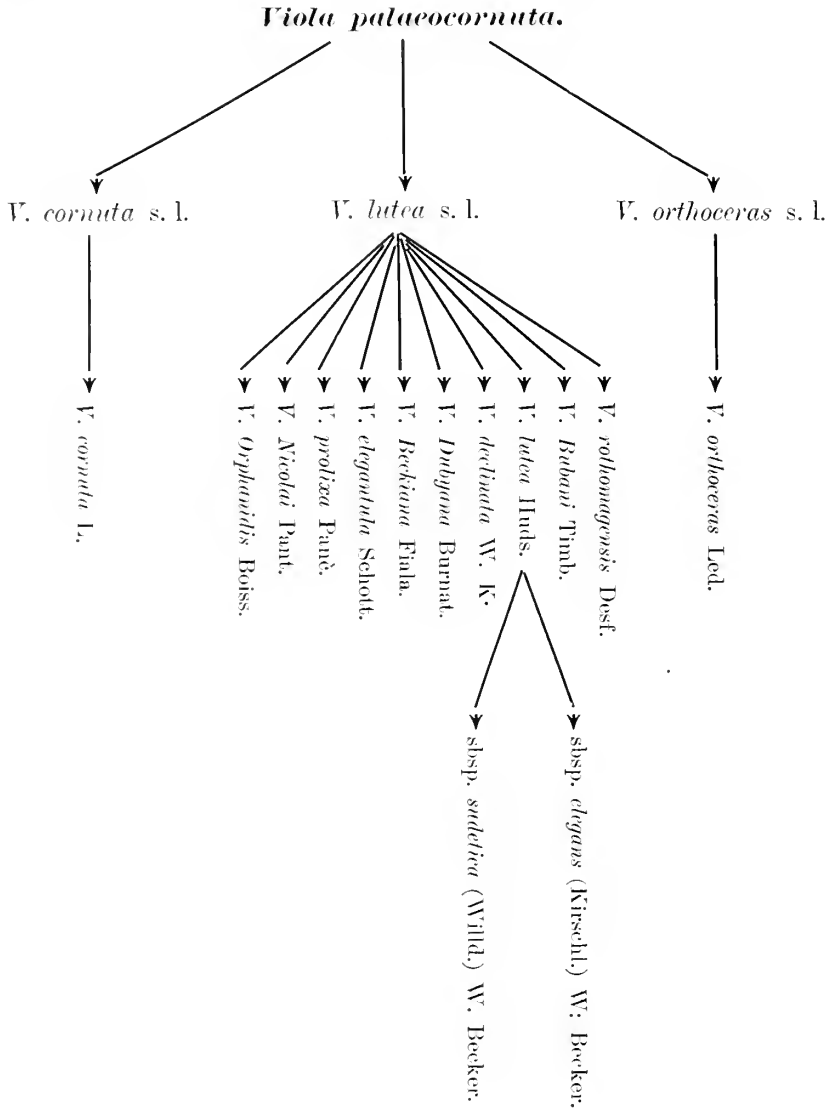 Viola palaeocornuta.
V. cornuta s. l.
V. lutea s. l.
V. orthoceras s. l.
V. cornuta L.
V. Orphanidis Boiss.
V. Nicolai Pant.
V. prolixa Panč.
V. elegantula Schott.
V. Beckiana Fiala.
V. Dubyana Burnat.
V. declinata W. K.
V. lutea Huds.
V. Bubani Timb.
V. rothomagensis Desf.
V. orthoceras Led.
sbsp. sudetica (Willd.) W. Becker.
sbsp. elegans (Kirschl.) W: Becker.